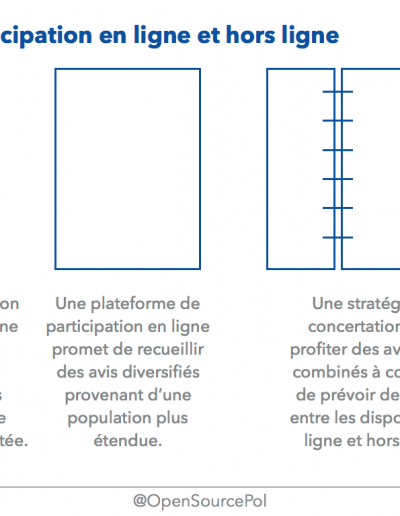 cipation en ligne et hors ligne
on
ne
s
e
tée.
Une plateforme de
participation en ligne
promet de recueillir
des avis diversifiés
provenant d’une
population plus
étendue.
Une stratég
concertation
profiter des av
combinés à co
de prévoir de
entre les dispo
ligne et hors
@OpenSourcePol